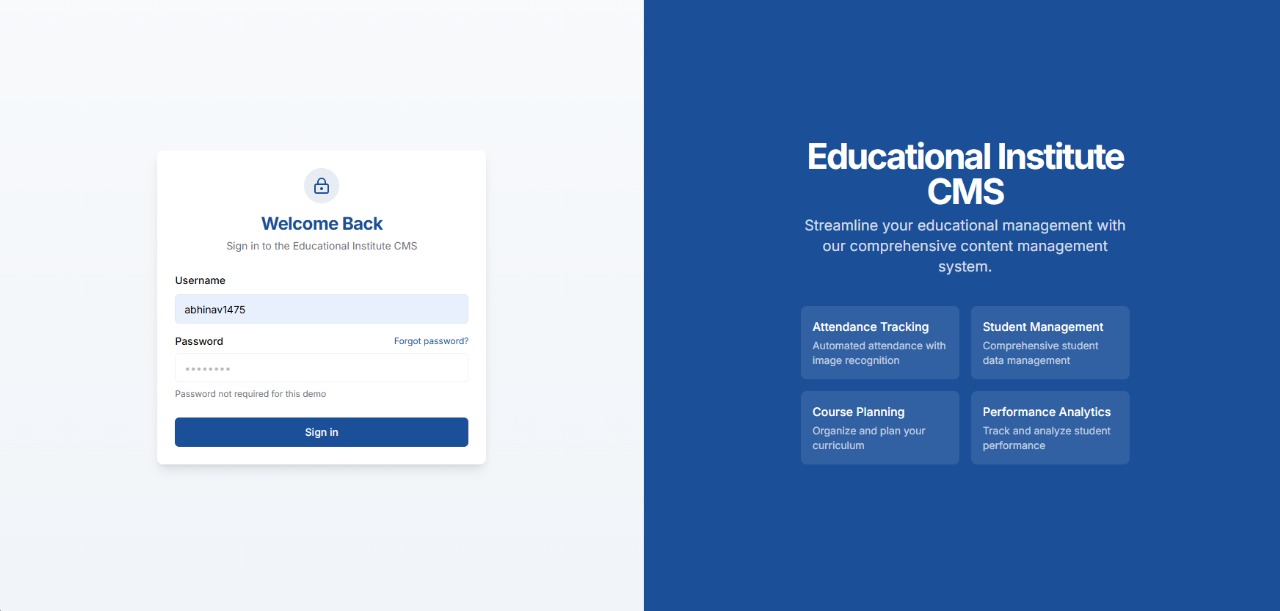 Welcome Back
Sign in to the Educational Institute CMS
Username
abhinav1475
Password
Forgot password?
Password not required for this demo
Sign in
Educational Institute
CMS
Streamline your educational management with
our comprehensive content management
system.
Attendance Tracking
Automated attendance with
image recognition
Student Management
Comprehensive student
data management
Course Planning
Organize and plan your
curriculum
Performance Analytics
Track and analyze student
performance